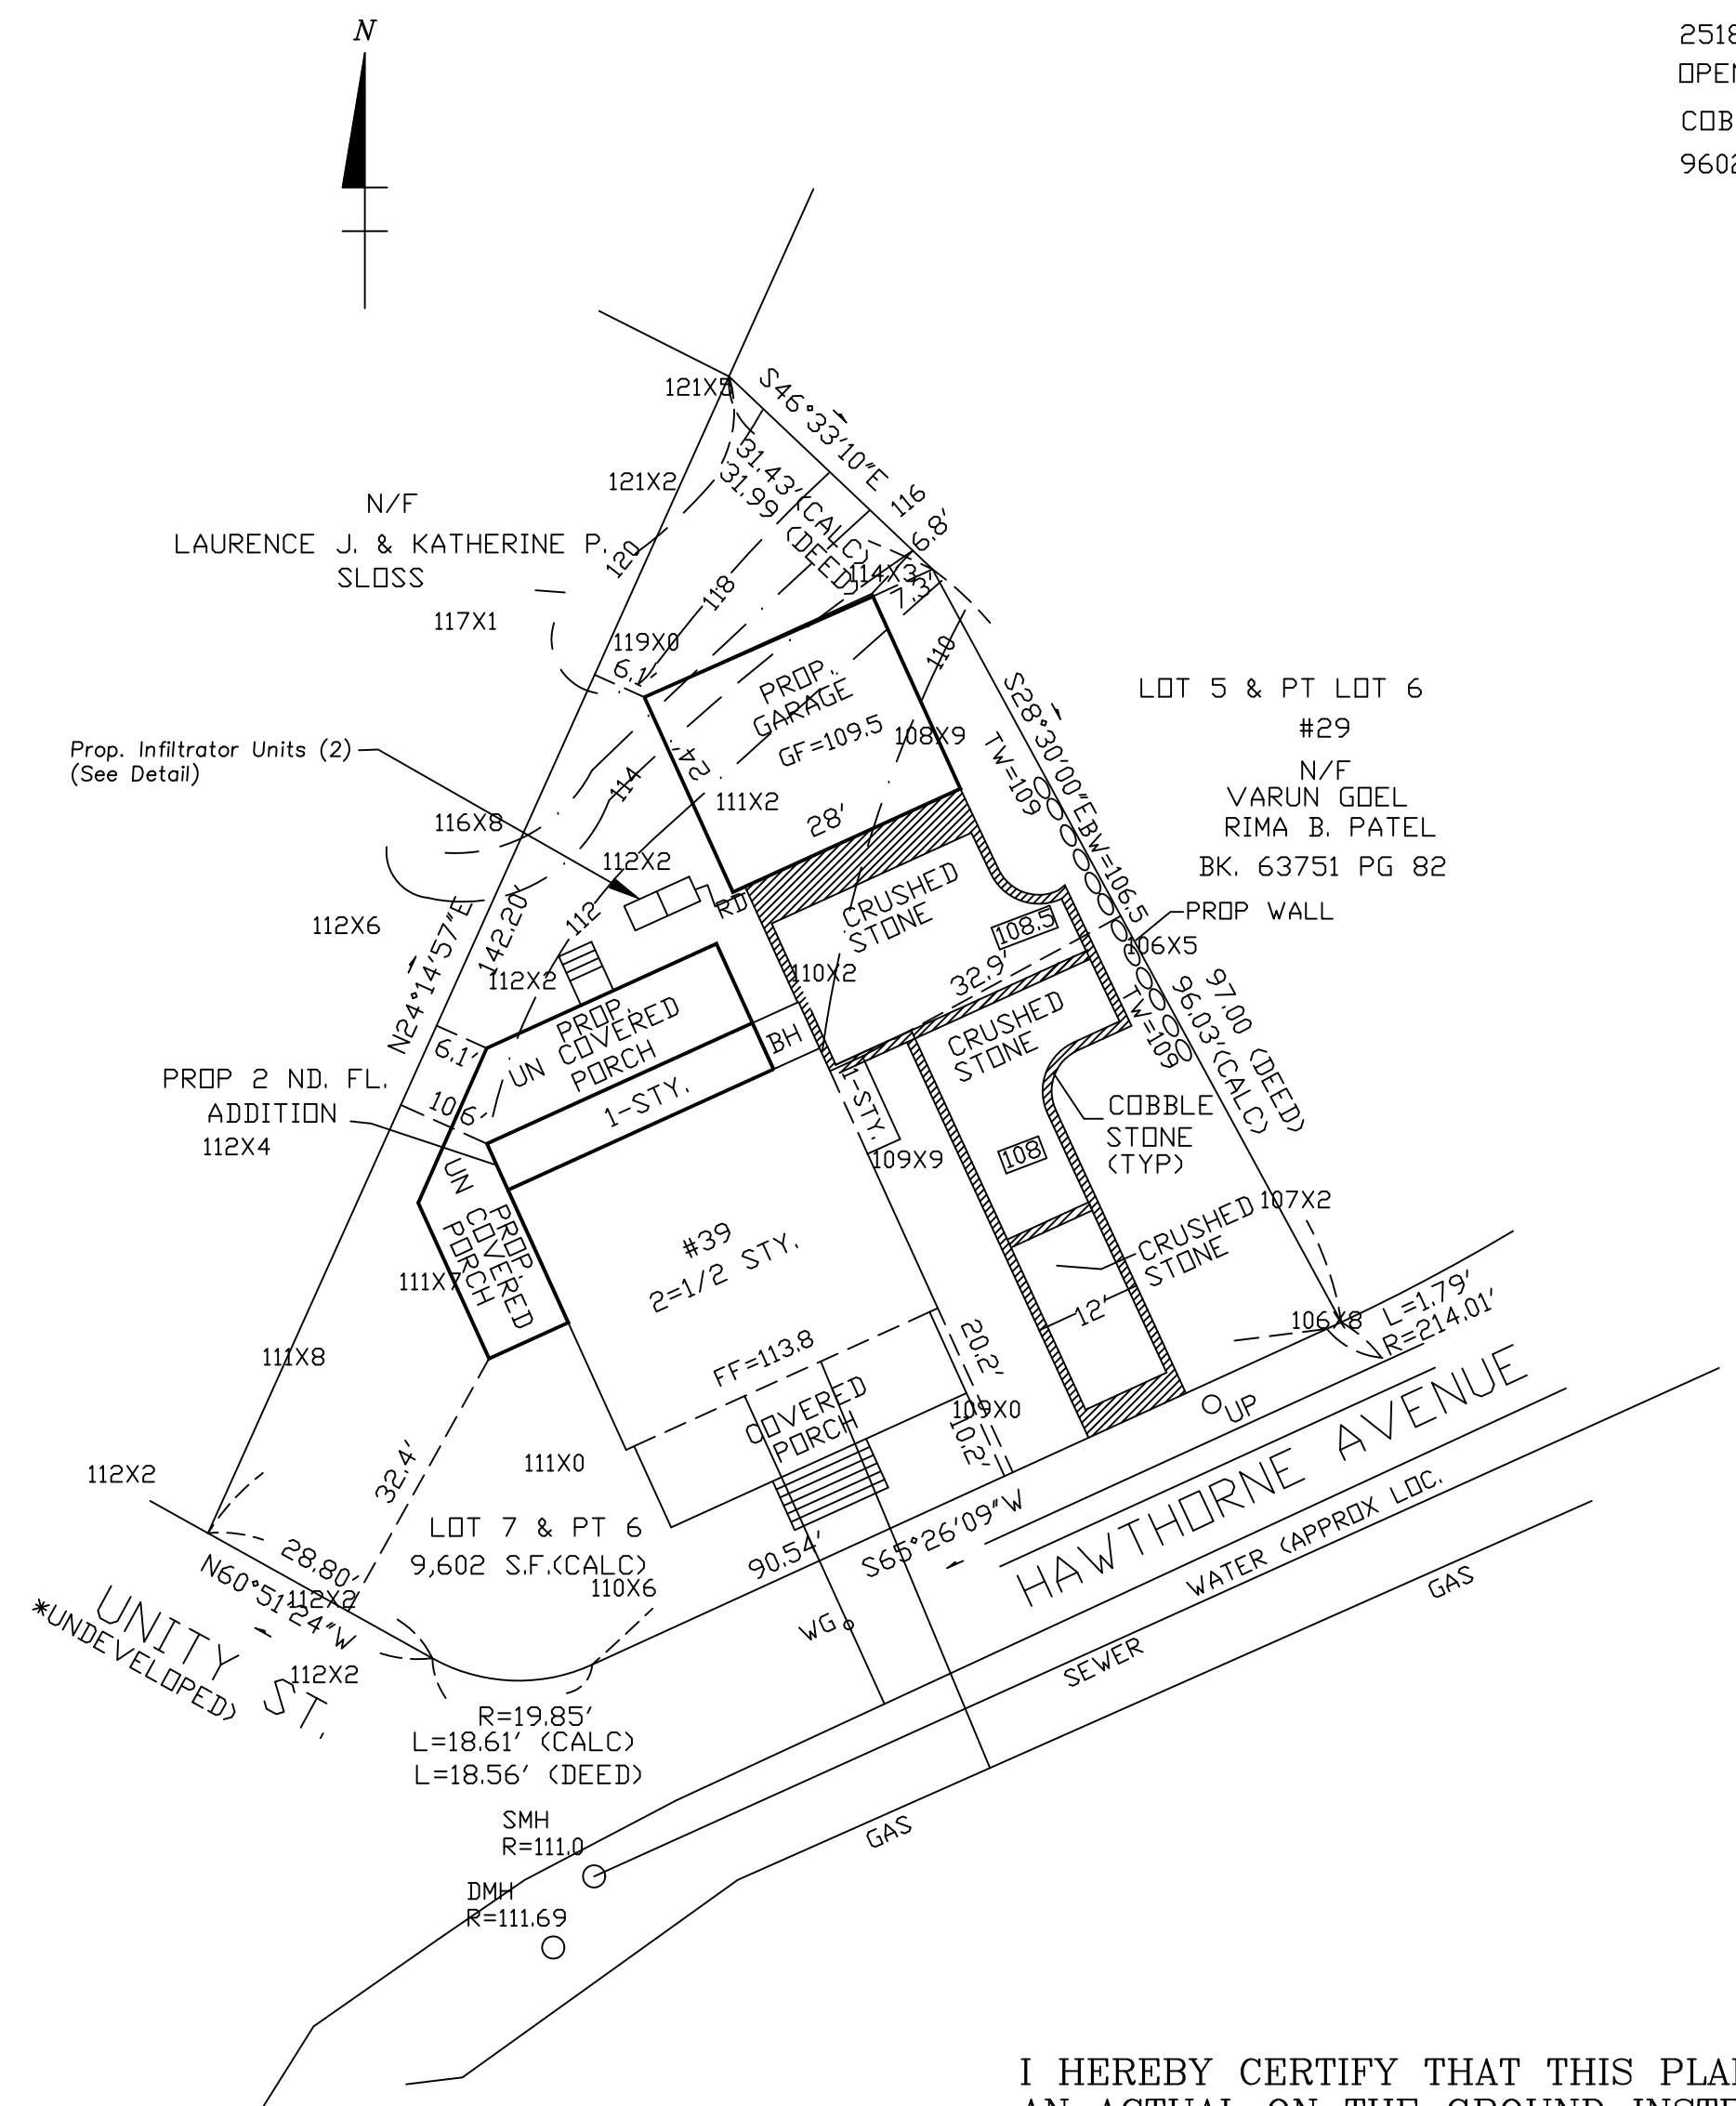 N
2518
OPEN
COB
9602
121X5
S46°33'10"E
31.43'(CALC)
31.99 (DEED)
116
6.8'
121X2
N/F
LAURENCE J. & KATHERINE P.
SLOSS
120
118
114X3
7.3'
117X1
119X0
6.1'
110
PROP.
GARAGE
GF=109.5
24'
28'
108X9
S28°30'00"E
TW=109
BW=106.5
LOT 5 & PT LOT 6
#29
N/F
VARUN GOEL
RIMA B. PATEL
BK. 63751 PG 82
Prop. Infiltrator Units (2)
(See Detail)
114
111X2
116X8
112X2
RD
CRUSHED
STONE
108.5
PROP WALL
106X5
112X6
N24°14'57"E
142.20'
112
112X2
110X2
32.9'
97.00 (DEED)
96.03'(CALC)
TW=109
PROP.
UN COVERED
PORCH
BH
CRUSHED
STONE
6.1'
10.6'
PROP 2 ND. FL.
ADDITION
112X4
1-STY.
1-STY.
COBBLE
STONE
(TYP)
109X9
108
107X2
PROP.
UN COVERED
PORCH
#39
2=1/2 STY.
CRUSHED
STONE
111X7
12'
106X8
L=1.79'
R=214.01'
111X8
FF=113.8
20.2'
COVERED
PORCH
109X0
10.2'
UP
HAWTHORNE AVENUE
112X2
32.4'
111X0
LOT 7 & PT 6
9,602 S.F.(CALC)
28.80'
N60°51'24"W
112X2
110X6
90.54'
S65°26'09"W
WATER (APPROX LOC.
GAS
UNITY ST.
*UNDEVELOPED)
112X2
WG
SEWER
R=19.85'
L=18.61' (CALC)
L=18.56' (DEED)
SMH
R=111.0
GAS
DMH
R=111.69
I HEREBY CERTIFY THAT THIS PLA
AN ACTUAL ON THE GROUND INST